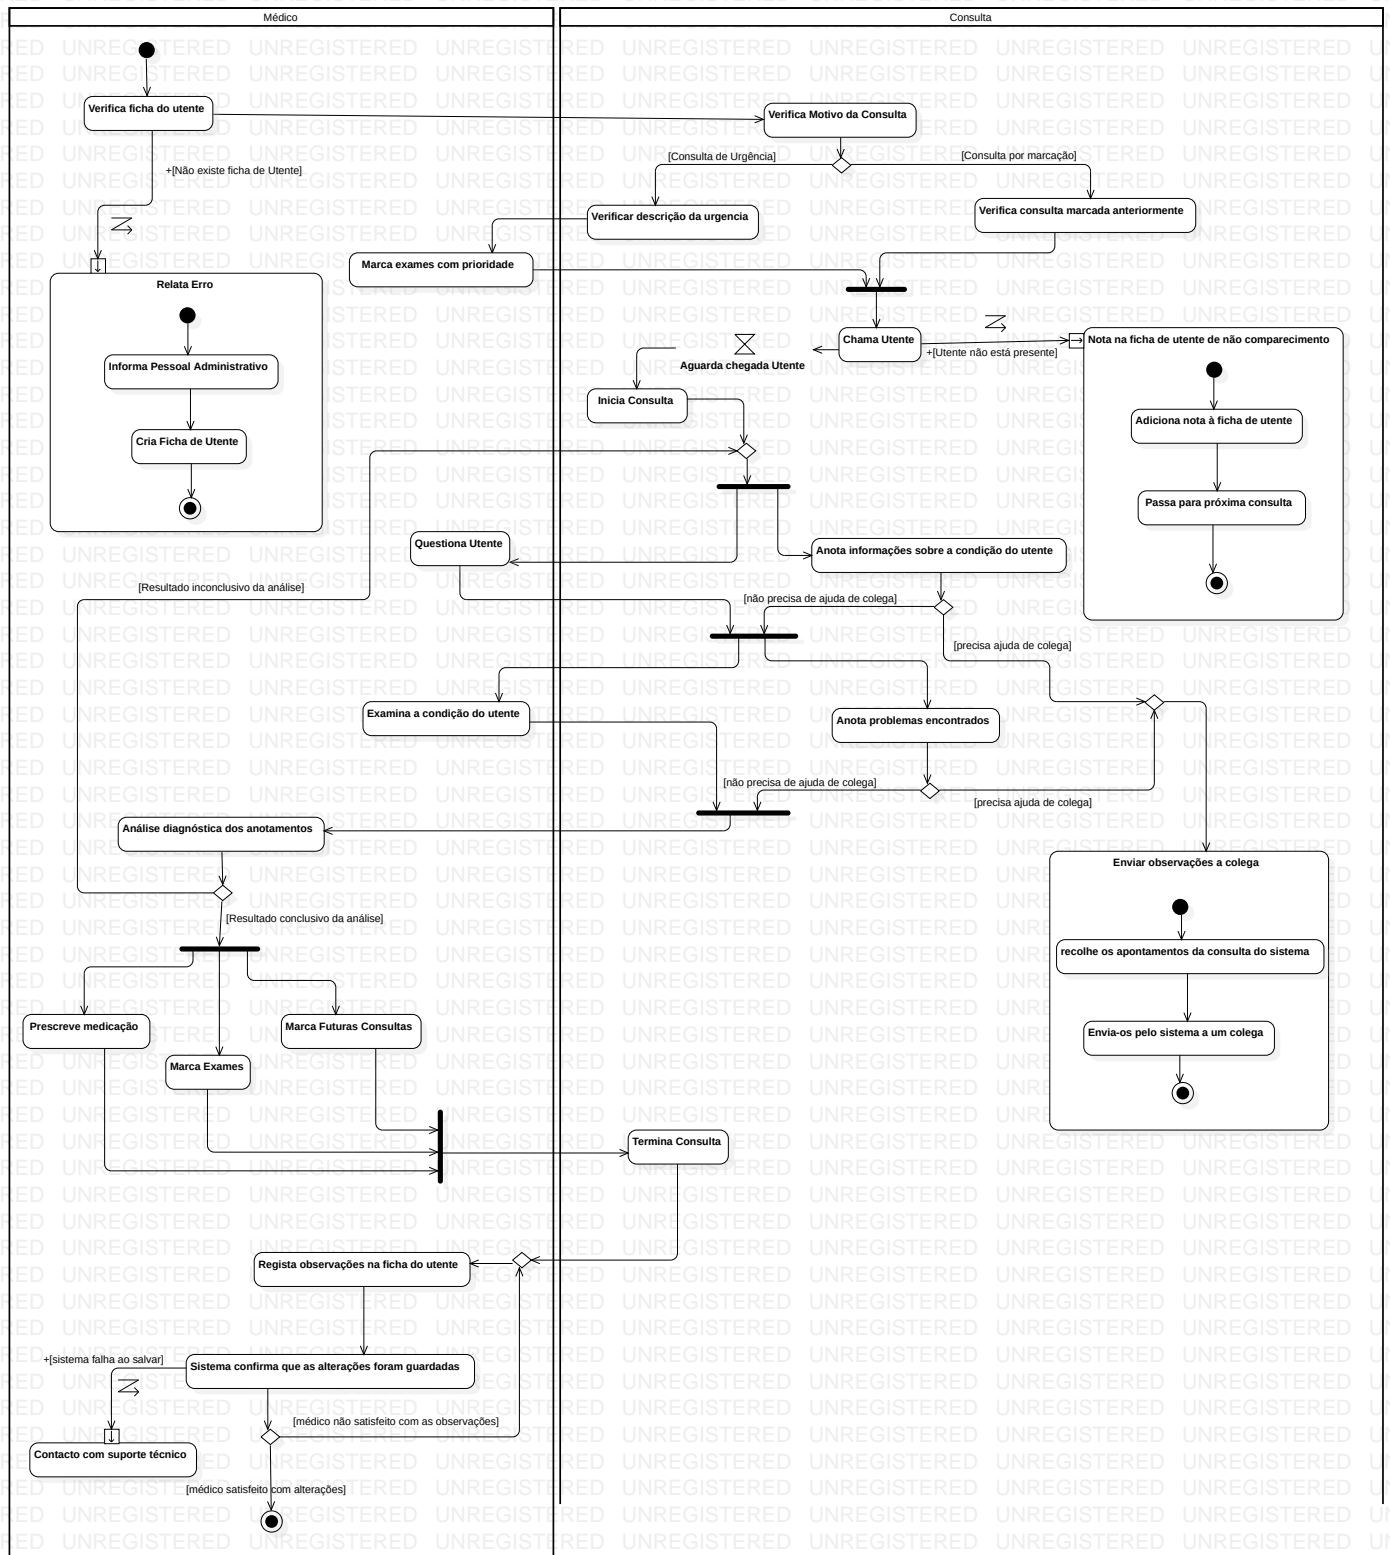 Médico
Consulta
Verifica ficha do utente
Verifica Motivo da Consulta
[Consulta de Urgência]
[Consulta por marcação]
+[Não existe ficha de Utente]
Verificar descrição da urgencia
Verifica consulta marcada anteriormente
Marca exames com prioridade
Relata Erro
Chama Utente
+[Utente não está presente]
Nota na ficha de utente de não comparecimento
Informa Pessoal Administrativo
Aguarda chegada Utente
Inicia Consulta
Adiciona nota à ficha de utente
Cria Ficha de Utente
Passa para próxima consulta
Questiona Utente
Anota informações sobre a condição do utente
[Resultado inconclusivo da análise]
[não precisa de ajuda de colega]
[precisa ajuda de colega]
Examina a condição do utente
Anota problemas encontrados
[não precisa de ajuda de colega]
[precisa ajuda de colega]
Análise diagnóstica dos anotamentos
Enviar observações a colega
[Resultado conclusivo da análise]
recolhe os apontamentos da consulta do sistema
Prescreve medicação
Marca Futuras Consultas
Envia-os pelo sistema a um colega
Marca Exames
Termina Consulta
Regista observações na ficha do utente
+[sistema falha ao salvar]
Sistema confirma que as alterações foram guardadas
[médico não satisfeito com as observações]
Contacto com suporte técnico
[médico satisfeito com alterações]
UNREGISTERED